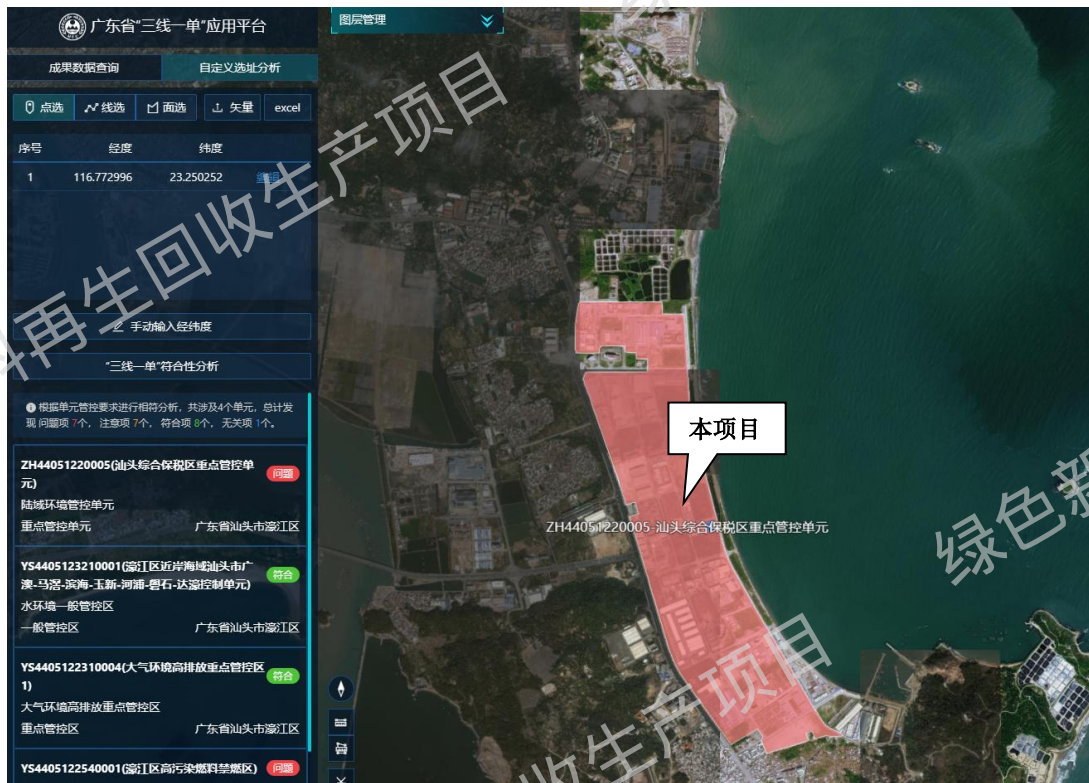 广东省“三线一单”应用平台
图层管理
成果数据查询
自定义选址分析
点选
线选
面选
矢量
excel
序号 经度 纬度
1 116.772996 23.250252 编辑
手动输入经纬度
“三线一单”符合性分析
根据单元管控要求进行相符分析，共涉及4个单元，总计发
现问题项 7个，注意项 7个，符合项 8个，无关项 1个。
ZH44051220005(汕头综合保税区重点管控单
元)
问题
陆域环境管控单元
重点管控单元 广东省汕头市濠江区
YS4405123210001(濠江区近岸海域汕头市广
澳-马滘-滨海-玉新-河浦-礐石-达濠控制单元)
符合
水环境一般管控区
一般管控区 广东省汕头市濠江区
YS4405122310004(大气环境高排放重点管控区
1)
符合
大气环境高排放重点管控区
重点管控区 广东省汕头市濠江区
YS4405122540001(濠江区高污染燃料禁燃区)
问题
本项目
ZH44051220005-汕头综合保税区重点管控单元
再生回收生产项目
绿色新
收生产项目